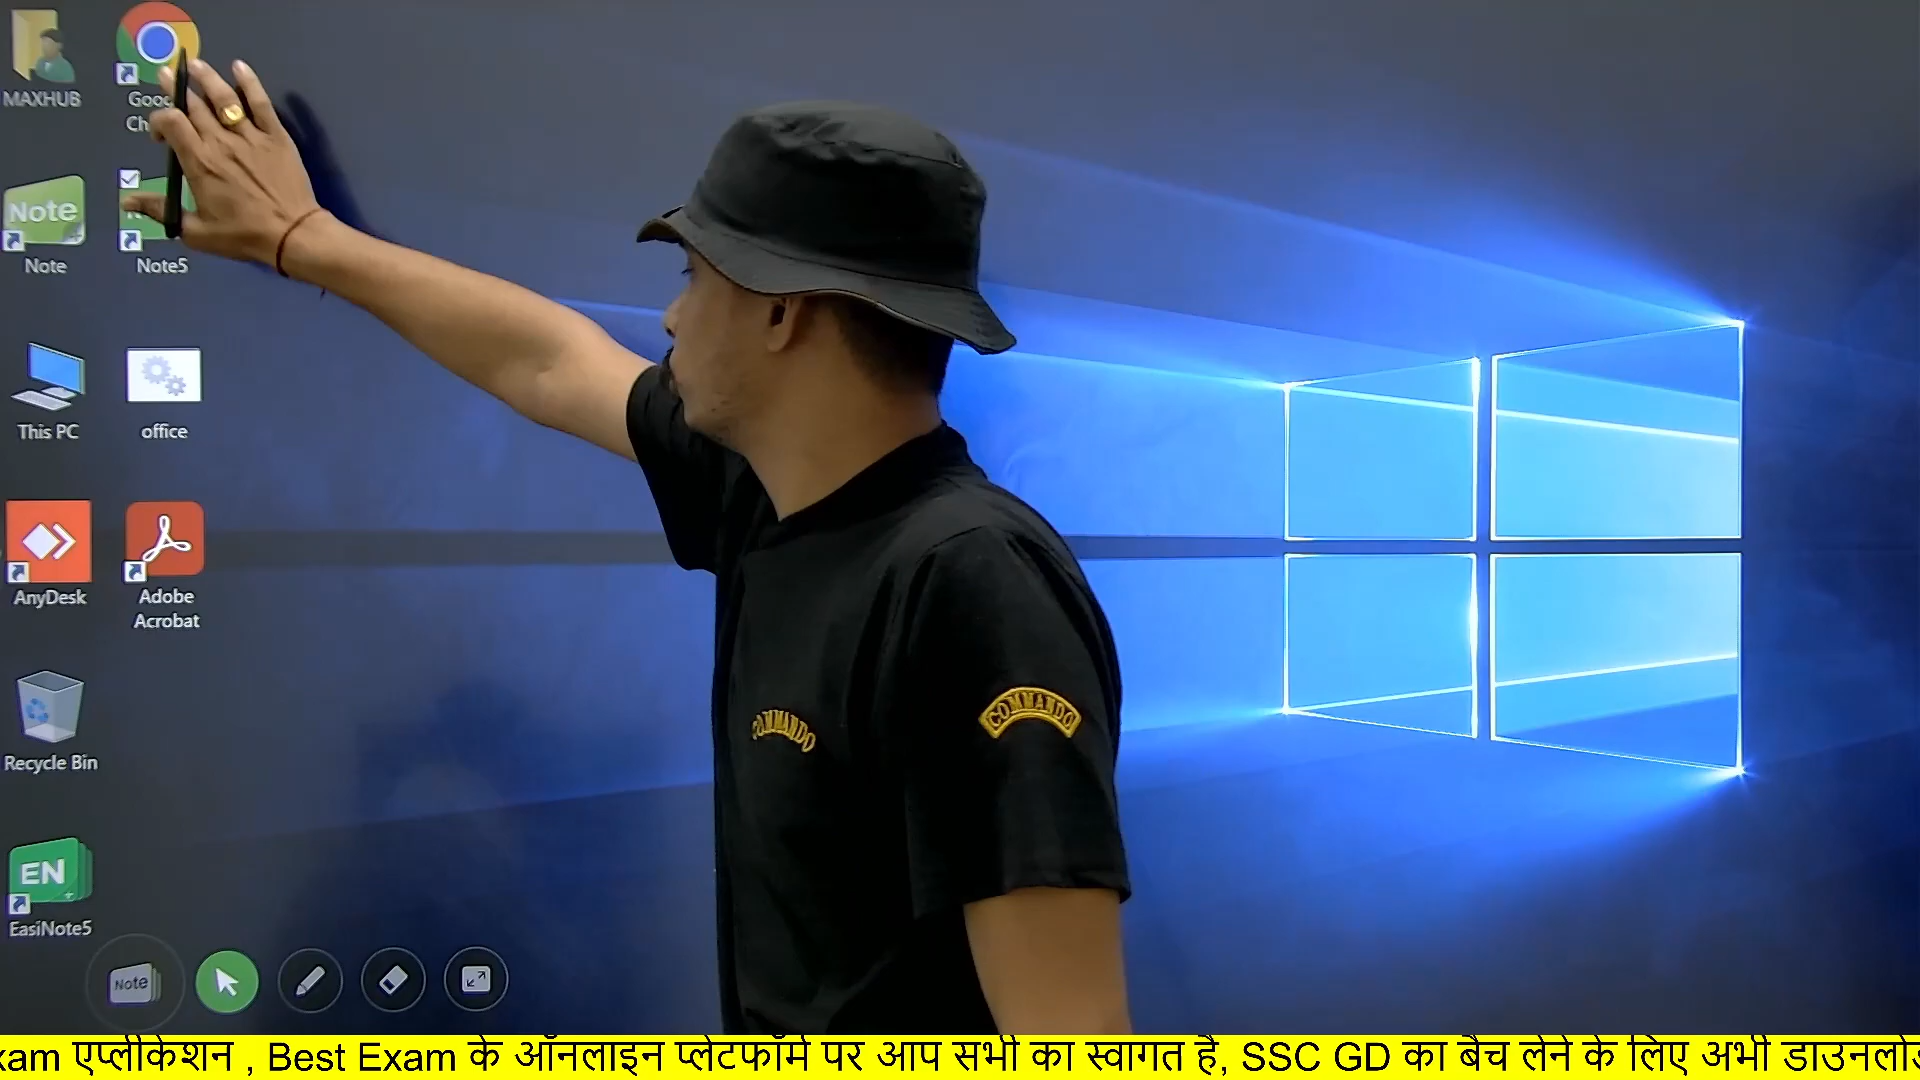 MAXHUB
Note
Note
Note5
This PC
office
AnyDesk
Adobe
Acrobat
Recycle Bin
EN
EasiNote5
Note
COMMANDO
COMMANDO
एप्लीकेशन , Best Exam के ऑनलाइन प्लेटफॉर्म पर आप सभी का स्वागत है, SSC GD का बैच लेने के लिए अभी